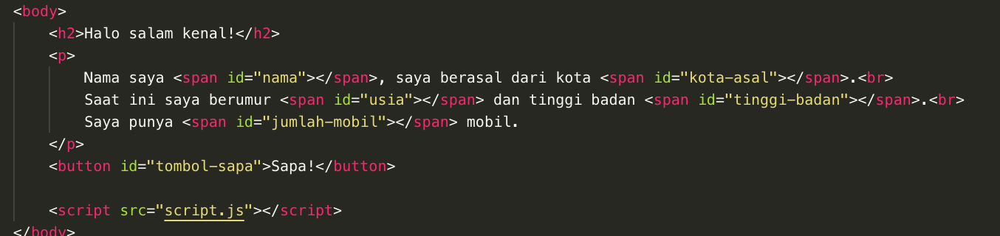 <body>
<h2>Halo salam kenal!</h2>
<p>
Nama saya <span id="nama"></span>, saya berasal dari kota <span id="kota-asal"></span>.<br>
Saat ini saya berumur <span id="usia"></span> dan tinggi badan <span id="tinggi-badan"></span>.<br>
Saya punya <span id="jumlah-mobil"></span> mobil.
</p>
<button id="tombol-sapa">Sapa!</button>
<script src="script.js"></script>
</body>